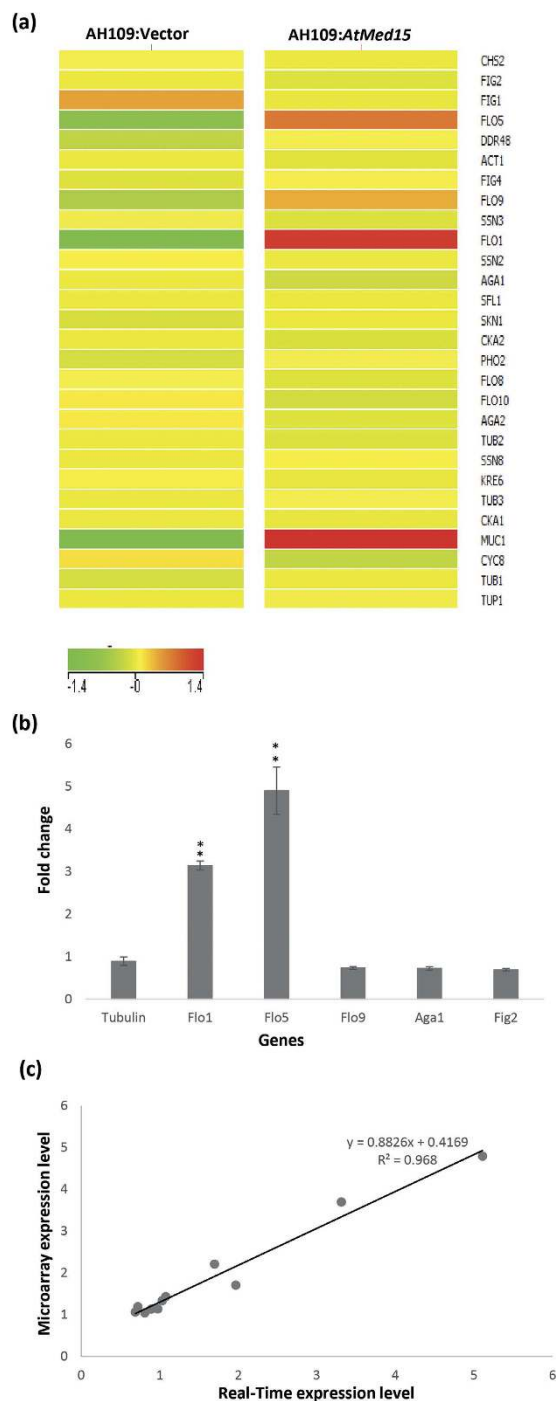 (a)
AH109:Vector AH109:AtMed15
CHS2
FIG2
FIG1
FLO5
DDR48
ACT1
FIG4
FLO9
SSN3
FLO1
SSN2
AGA1
SFL1
SKN1
CKA2
PHO2
FLO8
FLO10
AGA2
TUB2
SSN8
KRE6
TUB3
CKA1
MUC1
CYC8
TUB1
TUP1
-1.4 -0 1.4
(b)
6
5
4
3
2
1
0
Fold change
**
**
Tubulin Flo1 Flo5 Flo9 Aga1 Fig2
Genes
(c)
6
5
4
3
2
1
0
Microarray expression level
y = 0.8826x + 0.4169
R² = 0.968
0 1 2 3 4 5 6
Real-Time expression level